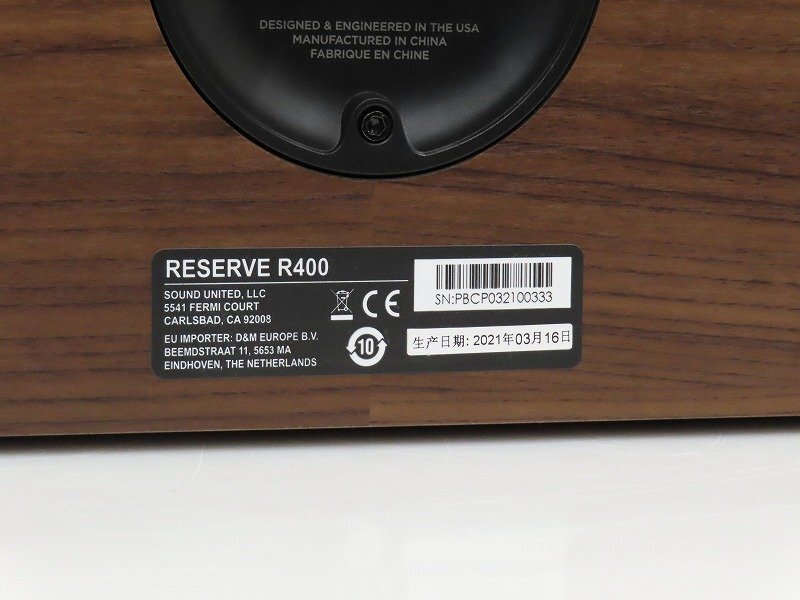 DESIGNED & ENGINEERED IN THE USA
MANUFACTURED IN CHINA
FABRIQUE EN CHINE
RESERVE R400
SOUND UNITED, LLC
5541 FERMI COURT
CARLSBAD, CA 92008
EU IMPORTER: D&M EUROPE B.V.
BEEMDSTRAAT 11, 5653 MA
EINDHOVEN, THE NETHERLANDS
CE
10
SN:PBCP032100333
生产日期: 2021年03月16日